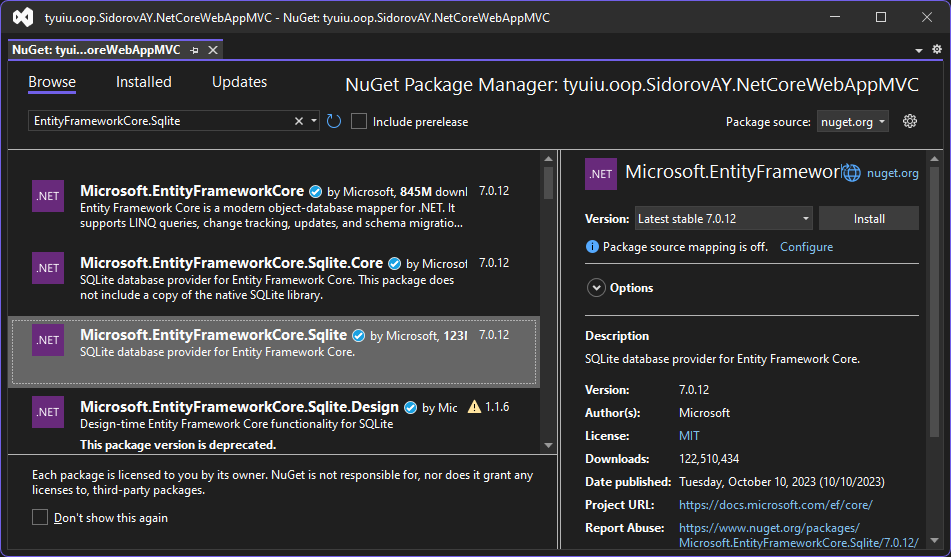 tyuiu.oop.SidorovAY.NetCoreWebAppMVC - NuGet: tyuiu.oop.SidorovAY.NetCoreWebAppMVC
NuGet: tyui...oreWebAppMVC
Browse Installed Updates
NuGet Package Manager: tyuiu.oop.SidorovAY.NetCoreWebAppMVC
EntityFrameworkCore.Sqlite
Include prerelease
Package source: nuget.org
.NET
Microsoft.EntityFrameworkCore by Microsoft, 845M downl 7.0.12
Entity Framework Core is a modern object-database mapper for .NET. It
supports LINQ queries, change tracking, updates, and schema migratio...
.NET
Microsoft.EntityFrameworkCore.Sqlite.Core by Microsof 7.0.12
SQLite database provider for Entity Framework Core. This package does
not include a copy of the native SQLite library.
.NET
Microsoft.EntityFrameworkCore.Sqlite by Microsoft, 123I 7.0.12
SQLite database provider for Entity Framework Core.
.NET
Microsoft.EntityFrameworkCore.Sqlite.Design by Mic 1.1.6
Design-time Entity Framework Core functionality for SQLite
This package version is deprecated.
Each package is licensed to you by its owner. NuGet is not responsible for, nor does it grant any
licenses to, third-party packages.
Don't show this again
.NET
Microsoft.EntityFramewor nuget.org
Version: Latest stable 7.0.12 Install
Package source mapping is off. Configure
Options
Description
SQLite database provider for Entity Framework Core.
Version: 7.0.12
Author(s): Microsoft
License: MIT
Downloads: 122,510,434
Date published: Tuesday, October 10, 2023 (10/10/2023)
Project URL: https://docs.microsoft.com/ef/core/
Report Abuse: https://www.nuget.org/packages/
Microsoft.EntityFrameworkCore.Sqlite/7.0.12/